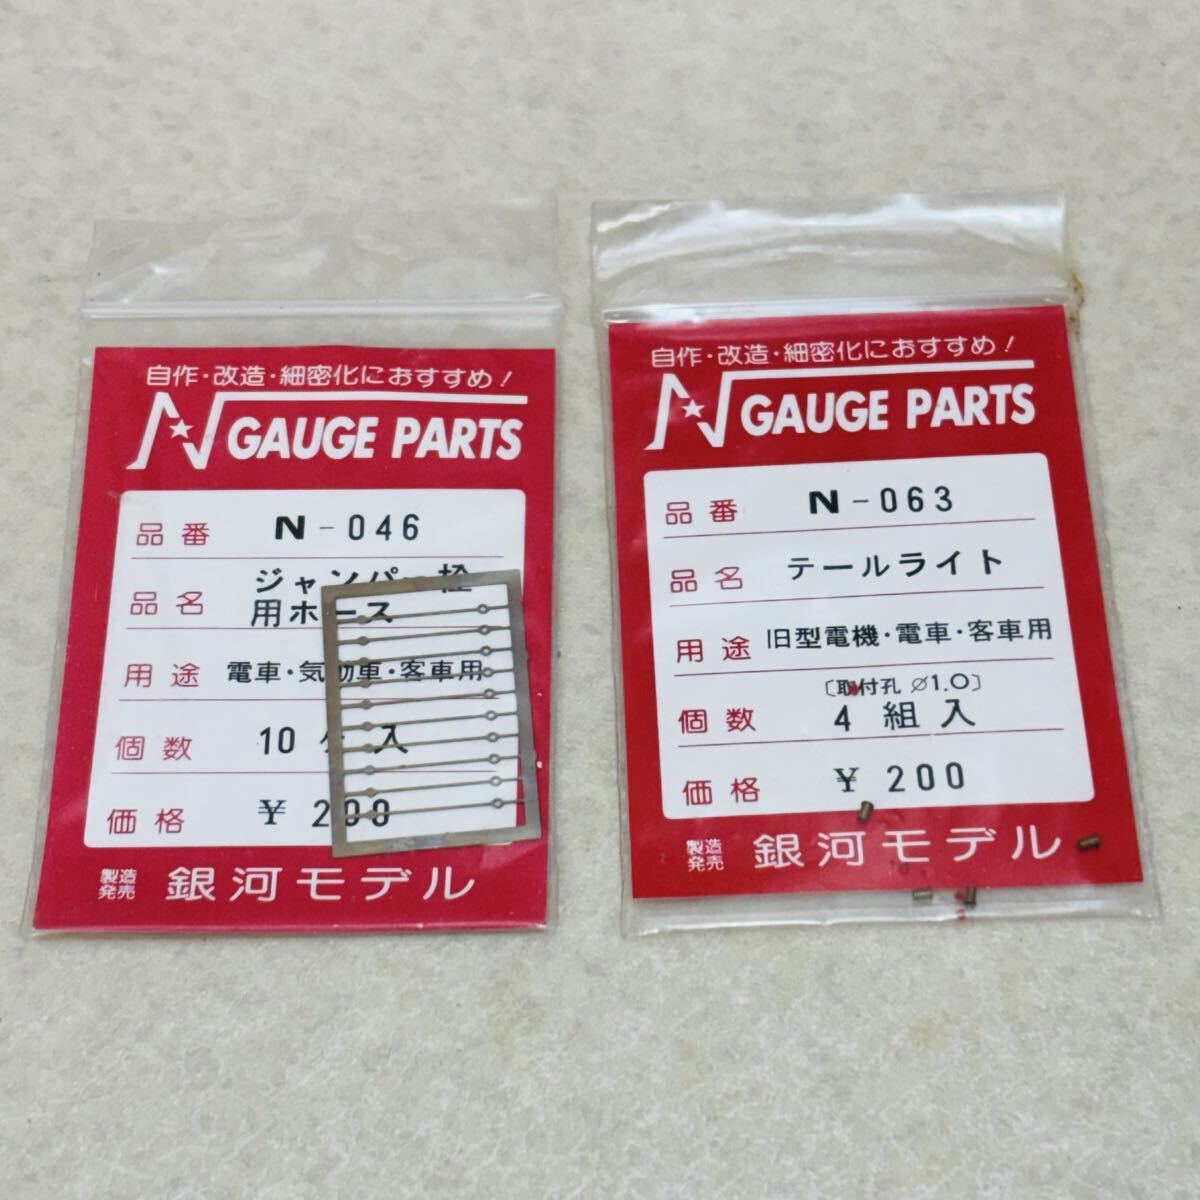 自作・改造・細密化におすすめ!
N GAUGE PARTS
品番 N-046
品名 ジャンパー栓
用ホース
用途 電車・気動車・客車用
個数 10ヶ入
価格 ¥200
製造
発売 銀河モデル
自作・改造・細密化におすすめ!
N GAUGE PARTS
品番 N-063
品名 テールライト
用途 旧型電機・電車・客車用
〔取付孔 ∅1.0〕
個数 4組入
価格 ¥200
製造
発売 銀河モデル